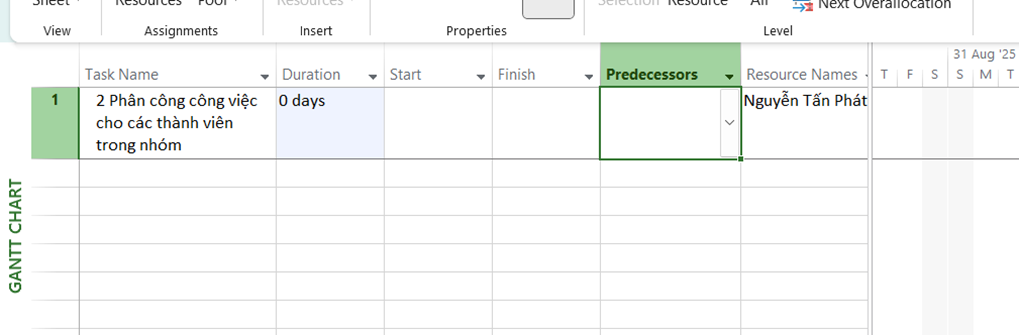 Sheet Resources Pool Resources Selection Resource All Next Overallocation
View Assignments Insert Properties Level
31 Aug '25
Task Name Duration Start Finish Predecessors Resource Names T F S S M T
1 2 Phân công công việc 0 days Nguyễn Tấn Phát
cho các thành viên
trong nhóm
GANTT CHART